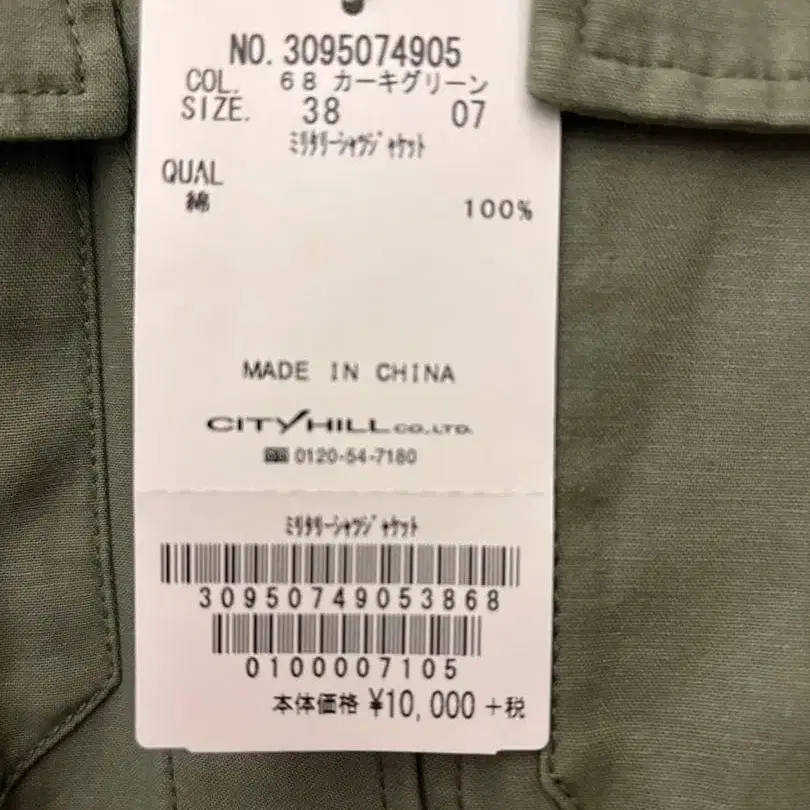 NO. 3095074905
COL. 68 カーキグリーン
SIZE. 38 07
ﾐﾘﾀﾘｰｼｬﾂｼﾞｬｹｯﾄ
QUAL
綿 100%
MADE IN CHINA
CITY HILL CO.,LTD.
0120-54-7180
ﾐﾘﾀﾘｰｼｬﾂｼﾞｬｹｯﾄ
30950749053868
0100007105
本体価格 ¥10,000 +税